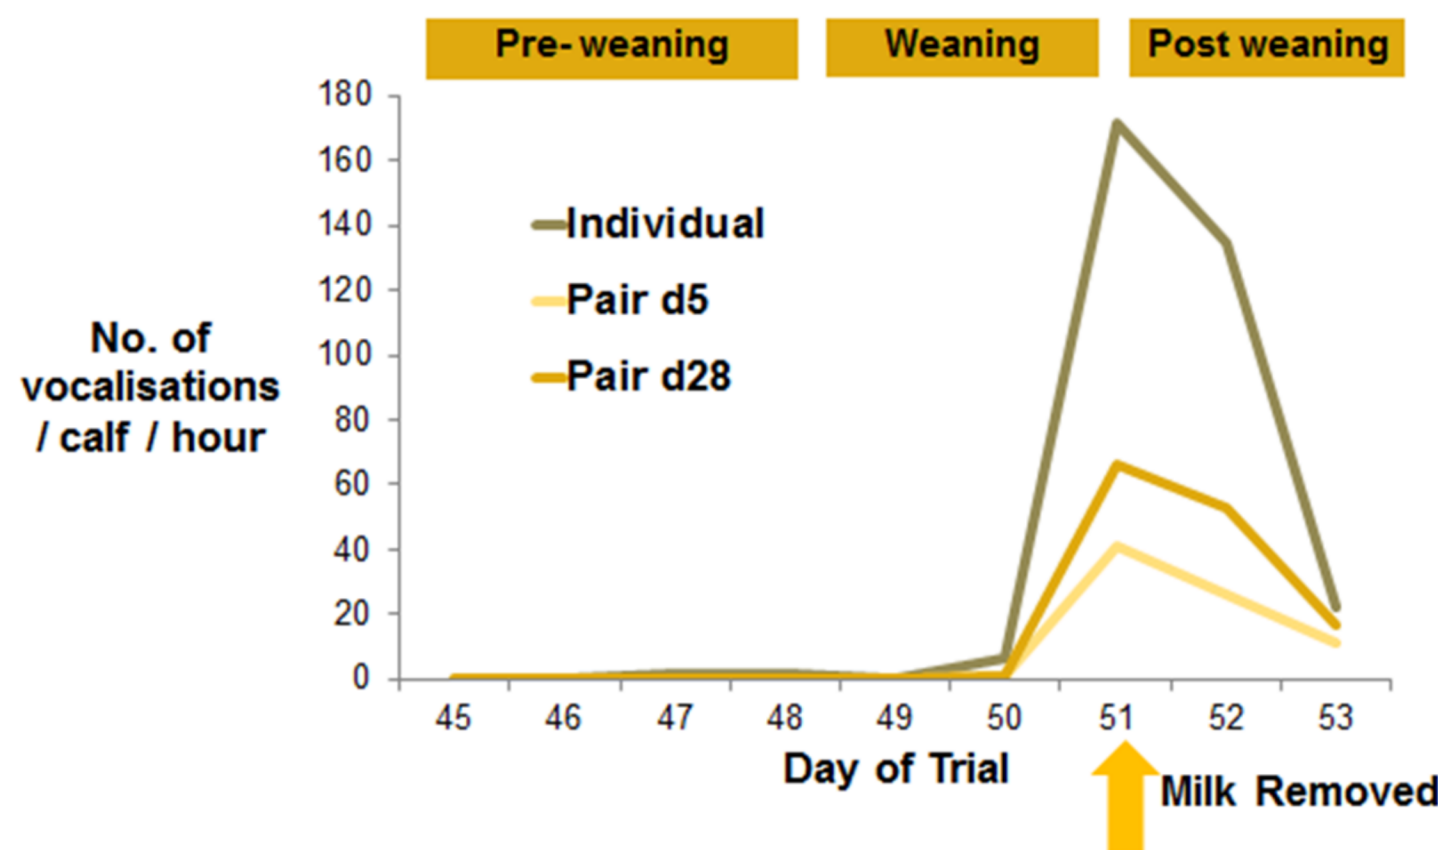 Pre- weaning
Weaning
Post weaning
180
160
140
120
100
80
60
40
20
0
No. of
vocalisations
/ calf / hour
Individual
Pair d5
Pair d28
45 46 47 48 49 50 51 52 53
Day of Trial
Milk Removed